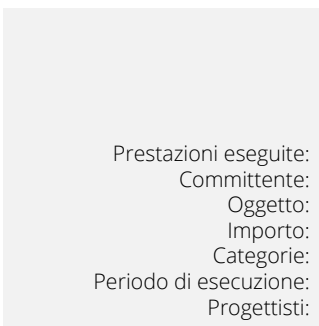 Prestazioni eseguite:
Committente:
Oggetto:
Importo:
Categorie:
Periodo di esecuzione:
Progettisti: